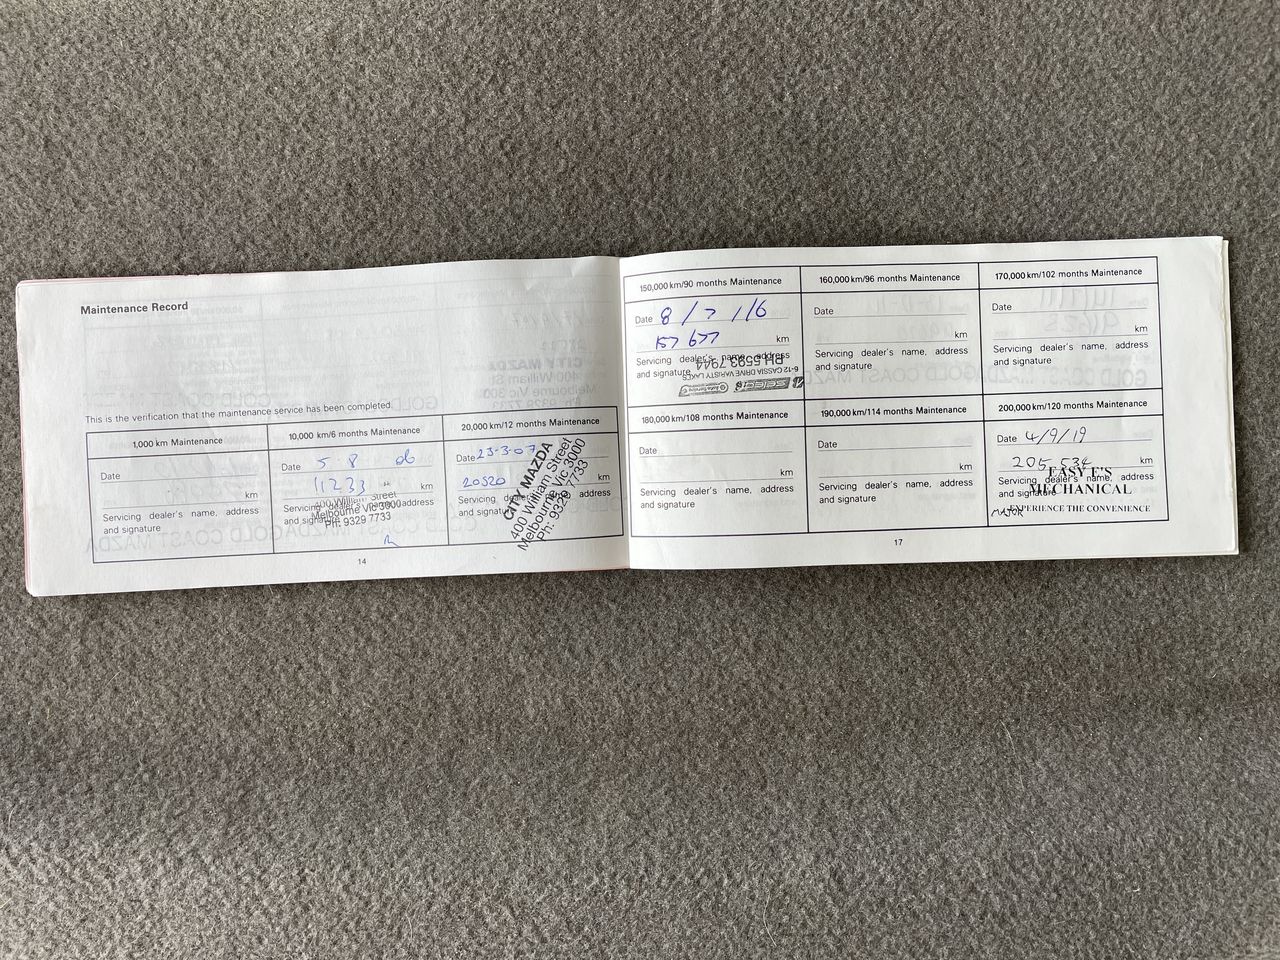 Maintenance Record
This is the verification that the maintenance service has been completed.
1,000 km Maintenance
Date
km
Servicing dealer's name, address
and signature
10,000 km/6 months Maintenance
Date 5 8 06
11233 km
Servicing dealer's name, address
and signature
400 William Street
Melbourne Vic 3000
Ph: 9329 7733
20,000 km/12 months Maintenance
Date 23-3-07
20520 km
Servicing dealer's name, address
and signature
CITY MAZDA
400 William Street
Melbourne Vic 3000
Ph: 9329 7733
14
150,000 km/90 months Maintenance
Date 8 / 7 / 16
157 677 km
Servicing dealer's name, address
and signature
PH 5593 7944
6-12 CASSIA DRIVE VARISTY LAKES
160,000 km/96 months Maintenance
Date
km
Servicing dealer's name, address
and signature
170,000 km/102 months Maintenance
Date
km
Servicing dealer's name, address
and signature
180,000 km/108 months Maintenance
Date
km
Servicing dealer's name, address
and signature
190,000 km/114 months Maintenance
Date
km
Servicing dealer's name, address
and signature
200,000 km/120 months Maintenance
Date 4/9/19
205,534 km
Servicing dealer's name, address
and signature
EASY E'S
MECHANICAL
MAJOR
EXPERIENCE THE CONVENIENCE
17